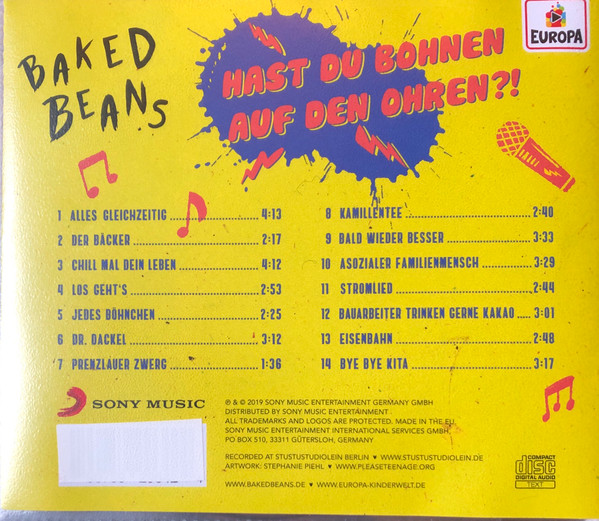 BAKED BEANS
HAST DU BOHNEN
AUF DEN OHREN?!
EUROPA
1 ALLES GLEICHZEITIG 4:13
2 DER BÄCKER 2:17
3 CHILL MAL DEIN LEBEN 4:12
4 LOS GEHT'S 2:53
5 JEDES BÖHNCHEN 2:25
6 DR. DACKEL 3:12
7 PRENZLAUER ZWERG 1:36
8 KAMILLENTEE 2:40
9 BALD WIEDER BESSER 3:33
10 ASOZIALER FAMILIENMENSCH 3:29
11 STROMLIED 2:44
12 BAUARBEITER TRINKEN GERNE KAKAO 3:01
13 EISENBAHN 2:48
14 BYE BYE KITA 3:17
SONY MUSIC
℗ & © 2019 SONY MUSIC ENTERTAINMENT GERMANY GMBH
DISTRIBUTED BY SONY MUSIC ENTERTAINMENT
ALL TRADEMARKS AND LOGOS ARE PROTECTED. MADE IN THE EU.
SONY MUSIC ENTERTAINMENT INTERNATIONAL SERVICES GMBH,
PO BOX 510, 33311 GÜTERSLOH, GERMANY
RECORDED AT STUSTUSTUDIOLEIN BERLIN ♥ WWW.STUSTUSTUDIOLEIN.DE
ARTWORK: STEPHANIE PIEHL ♥ WWW.PLEASETEENAGE.ORG
WWW.BAKEDBEANS.DE ♥ WWW.EUROPA-KINDERWELT.DE
COMPACT
disc
DIGITAL AUDIO
TEXT